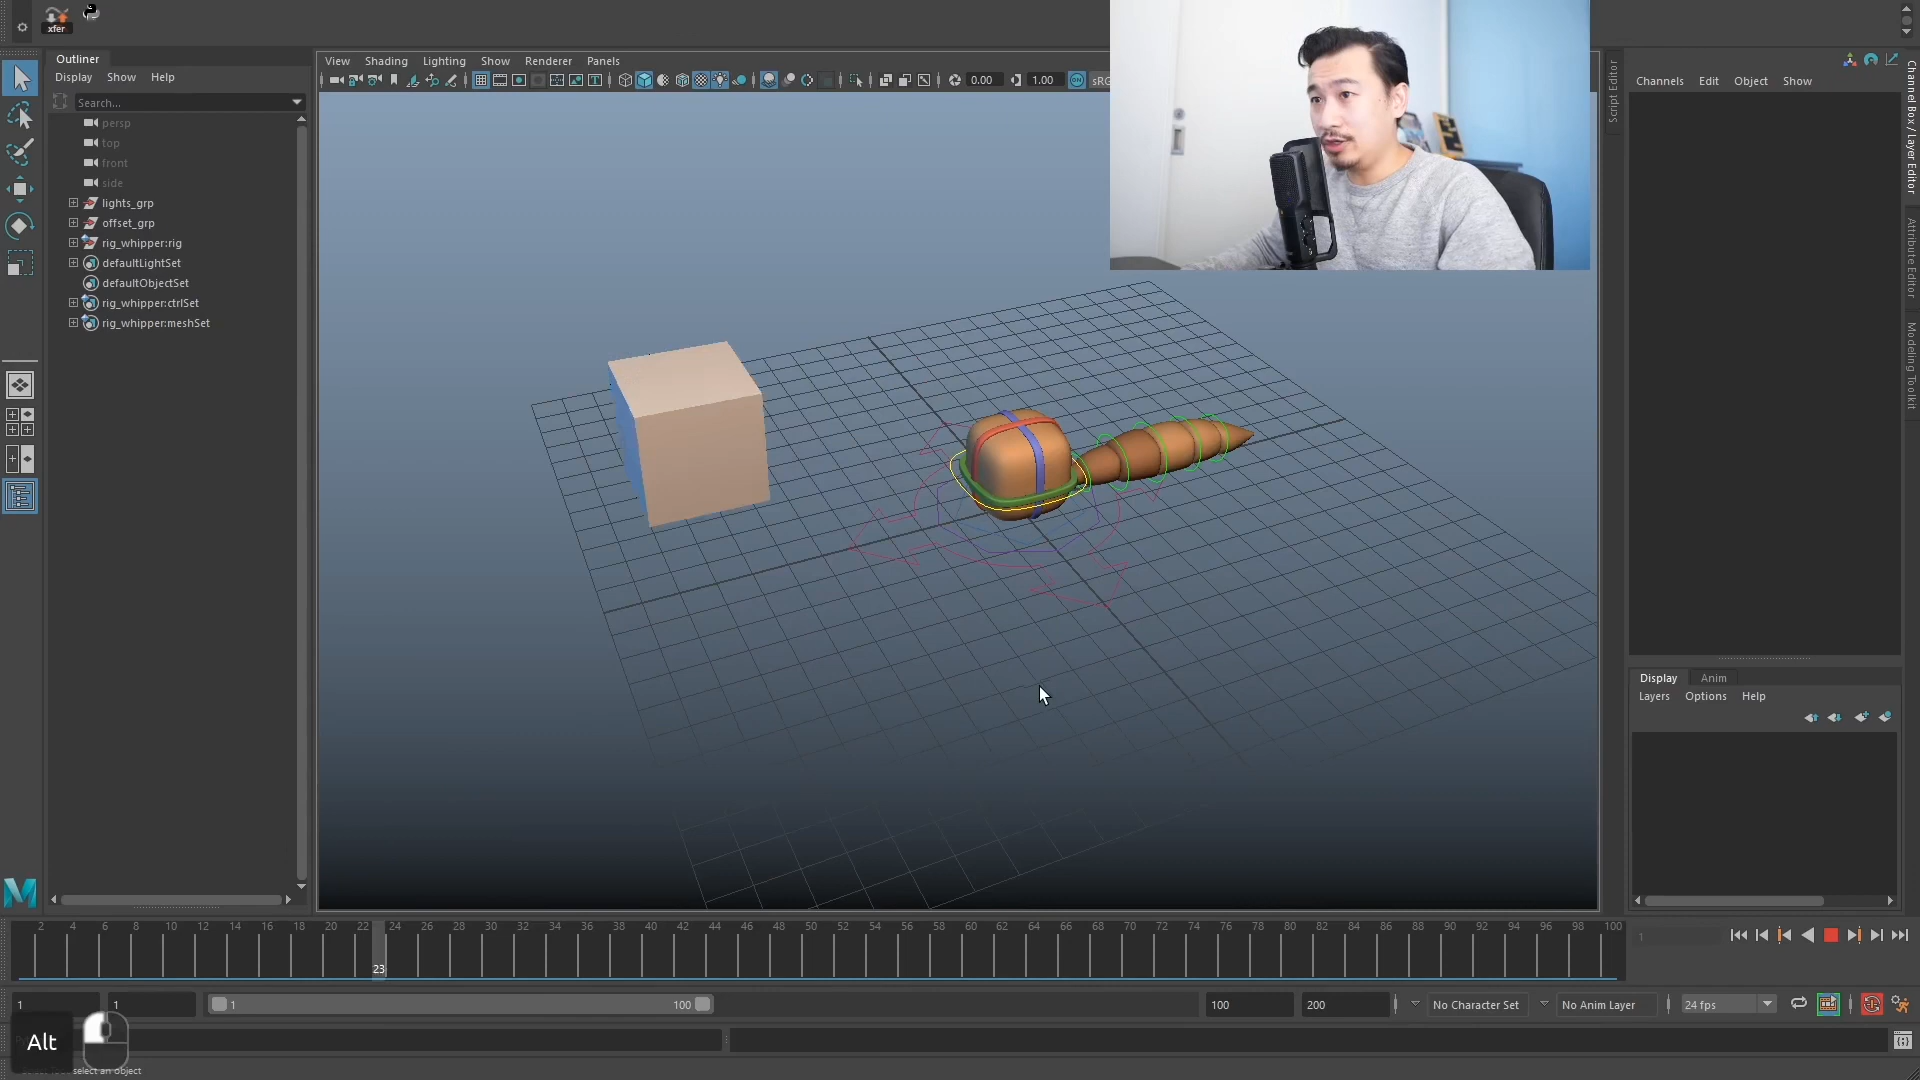 xfer
Outliner
Display Show Help
Search...
persp
top
front
side
lights_grp
offset_grp
rig_whipper:rig
defaultLightSet
defaultObjectSet
rig_whipper:ctrlSet
rig_whipper:meshSet
View Shading Lighting Show Renderer Panels
0.00 1.00 ON sRG
Script Editor
Channels Edit Object Show
Channel Box / Layer Editor
Attribute Editor
Modeling Toolkit
Display Anim
Layers Options Help
2 4 6 8 10 12 14 16 18 20 22 24 26 28 30 32 34 36 38 40 42 44 46 48 50 52 54 56 58 60 62 64 66 68 70 72 74 76 78 80 82 84 86 88 90 92 94 96 98 100
23
1
1 1 1 100 100 200 No Character Set No Anim Layer 24 fps
Alt
select an object